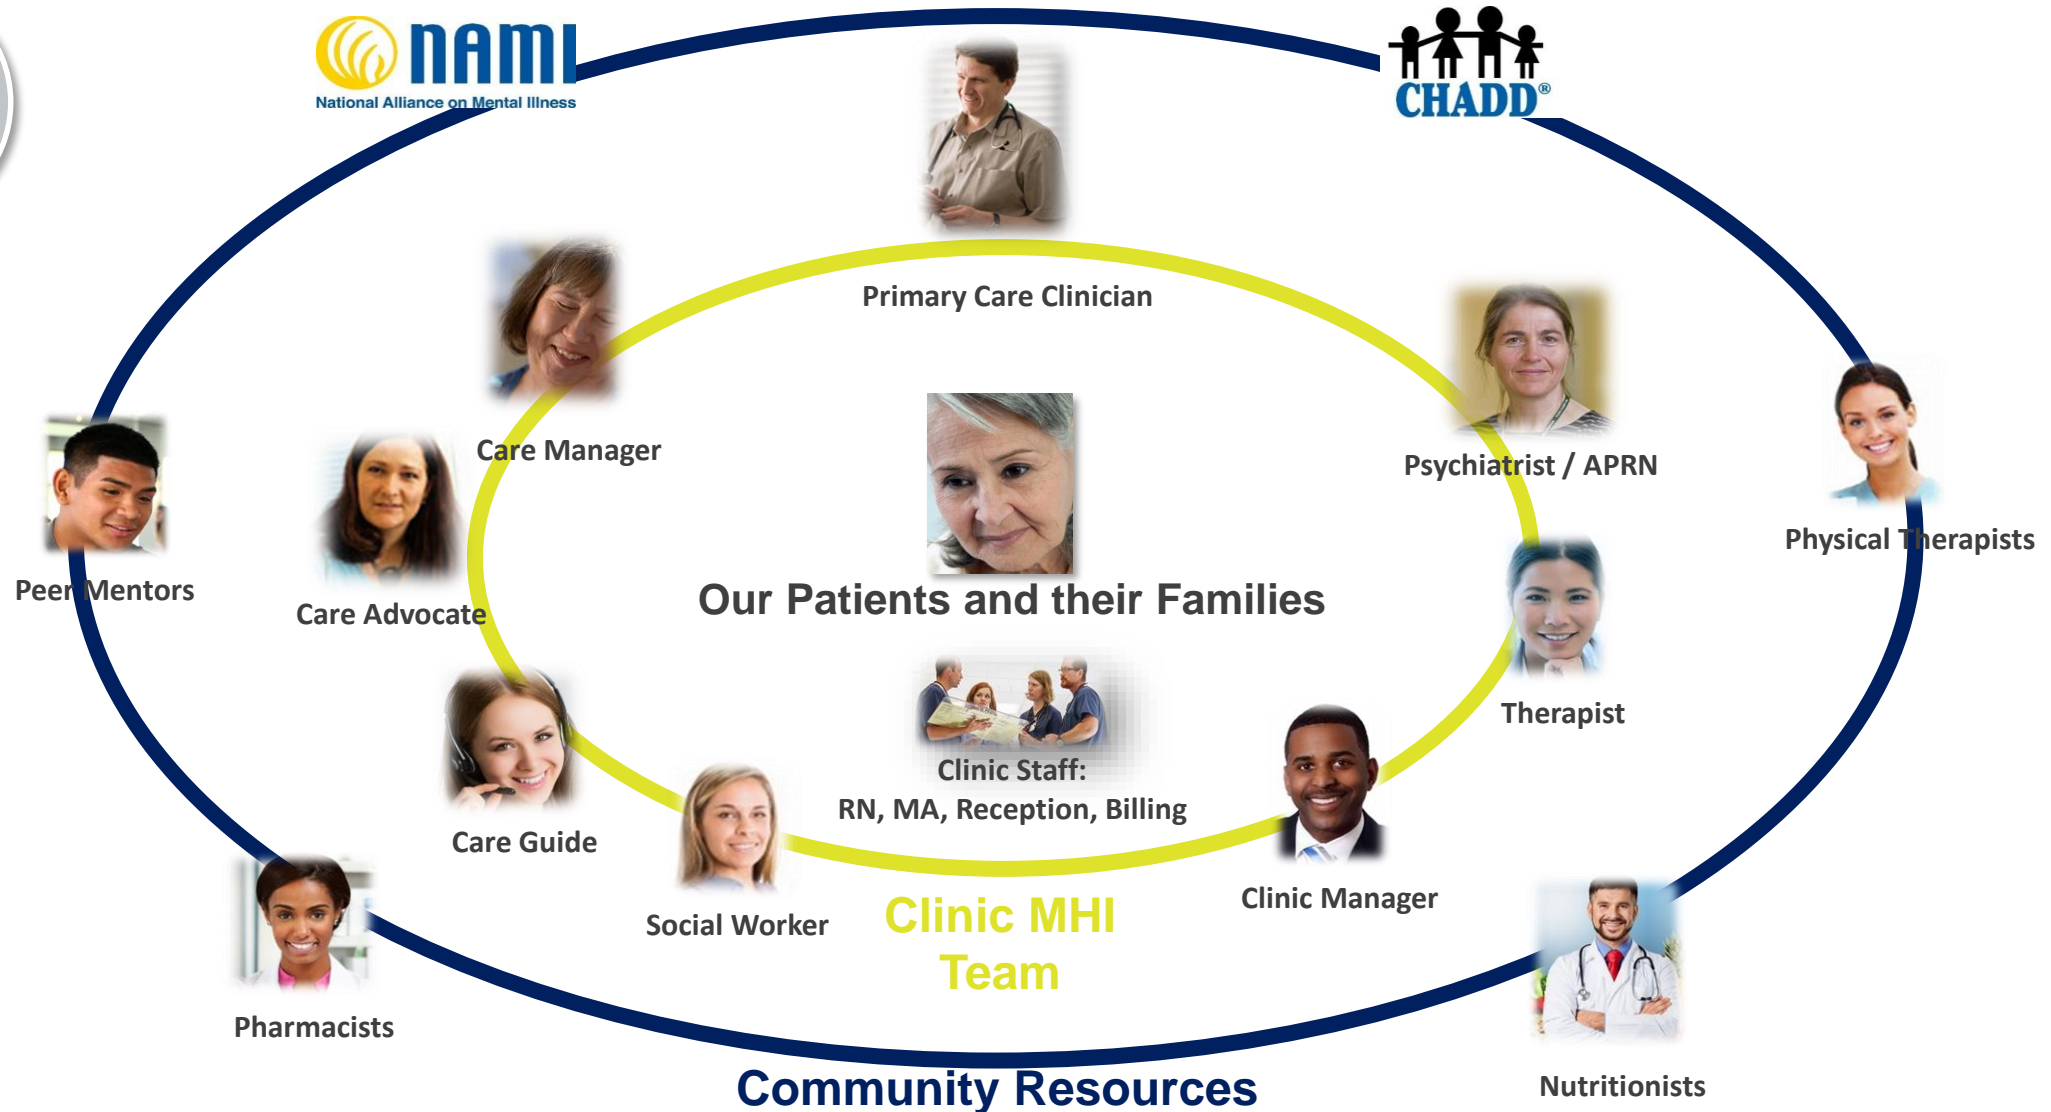 NAMI
National Alliance on Mental Illness
CHADD®
Primary Care Clinician
Care Manager
Psychiatrist / APRN
Physical Therapists
Peer Mentors
Care Advocate
Our Patients and their Families
Therapist
Clinic Staff:
RN, MA, Reception, Billing
Care Guide
Social Worker
Clinic Manager
Clinic MHI
Team
Pharmacists
Community Resources
Nutritionists